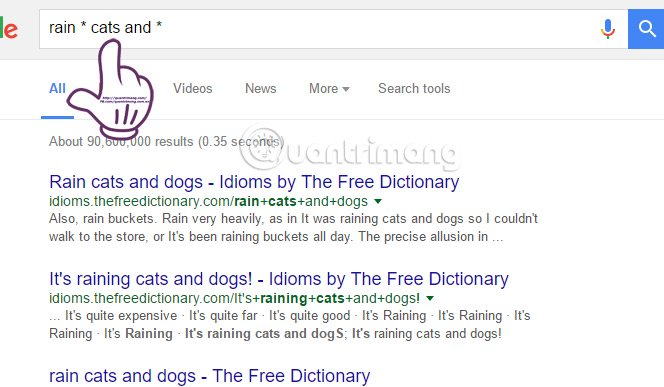 le
rain * cats and *
All Videos News More Search tools
About 90,600,000 results (0.35 seconds)
Quantrimang
Rain cats and dogs - Idioms by The Free Dictionary
idioms.thefreedictionary.com/rain+cats+and+dogs
Also, rain buckets. Rain very heavily, as in It was raining cats and dogs so I couldn't
walk to the store, or It's been raining buckets all day. The precise allusion in ...
It's raining cats and dogs! - Idioms by The Free Dictionary
idioms.thefreedictionary.com/It's+raining+cats+and+dogs!
... It's quite expensive · It's quite far · It's quite good · It's Raining · It's Raining · It's
Raining · It's Raining · It's raining cats and dogS; It's raining cats and dogs!
rain cats and dogs - The Free Dictionary